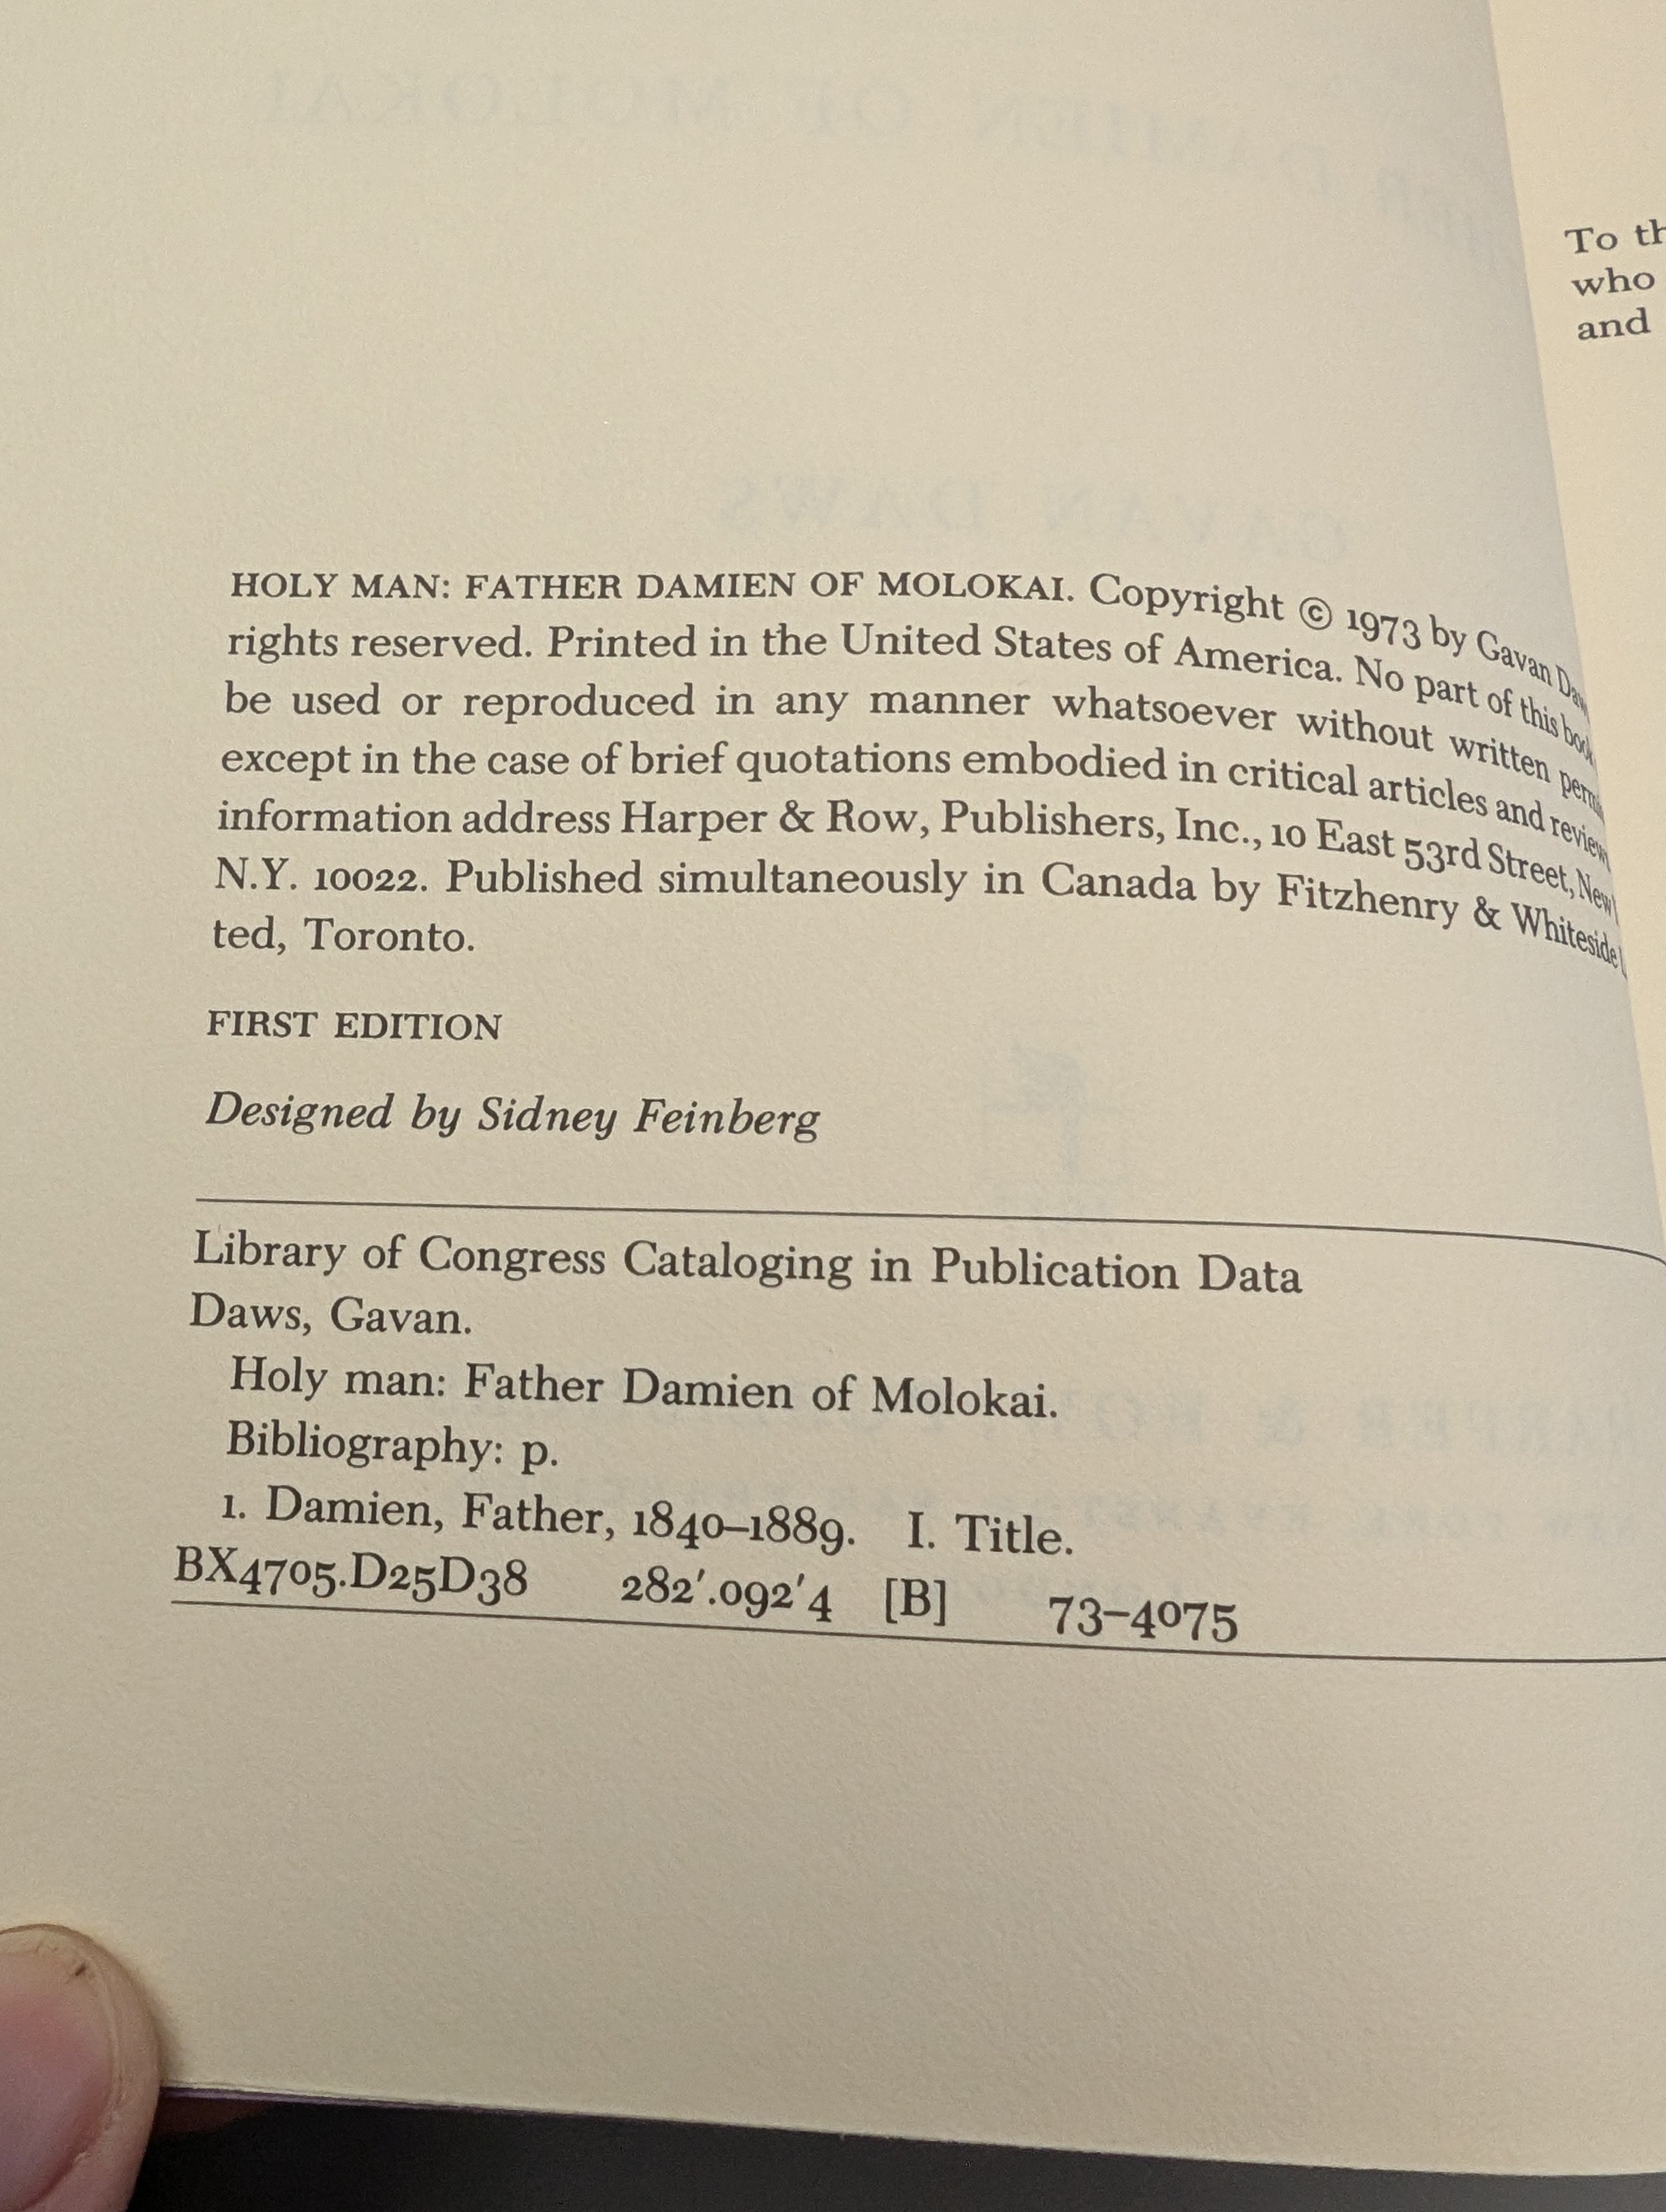 HOLY MAN: FATHER DAMIEN OF MOLOKAI. Copyright © 1973 by Gavan
rights reserved. Printed in the United States of America. No part of this
be used or reproduced in any manner whatsoever without written
except in the case of brief quotations embodied in critical articles and
information address Harper & Row, Publishers, Inc., 10 East 53rd Street, New
N.Y. 10022. Published simultaneously in Canada by Fitzhenry & Whiteside
ted, Toronto.
FIRST EDITION
Designed by Sidney Feinberg
Library of Congress Cataloging in Publication Data
Daws, Gavan.
Holy man: Father Damien of Molokai.
Bibliography: p.
1. Damien, Father, 1840–1889. I. Title.
BX4705.D25D38 282'.092'4 [B] 73–4075
To
who
and